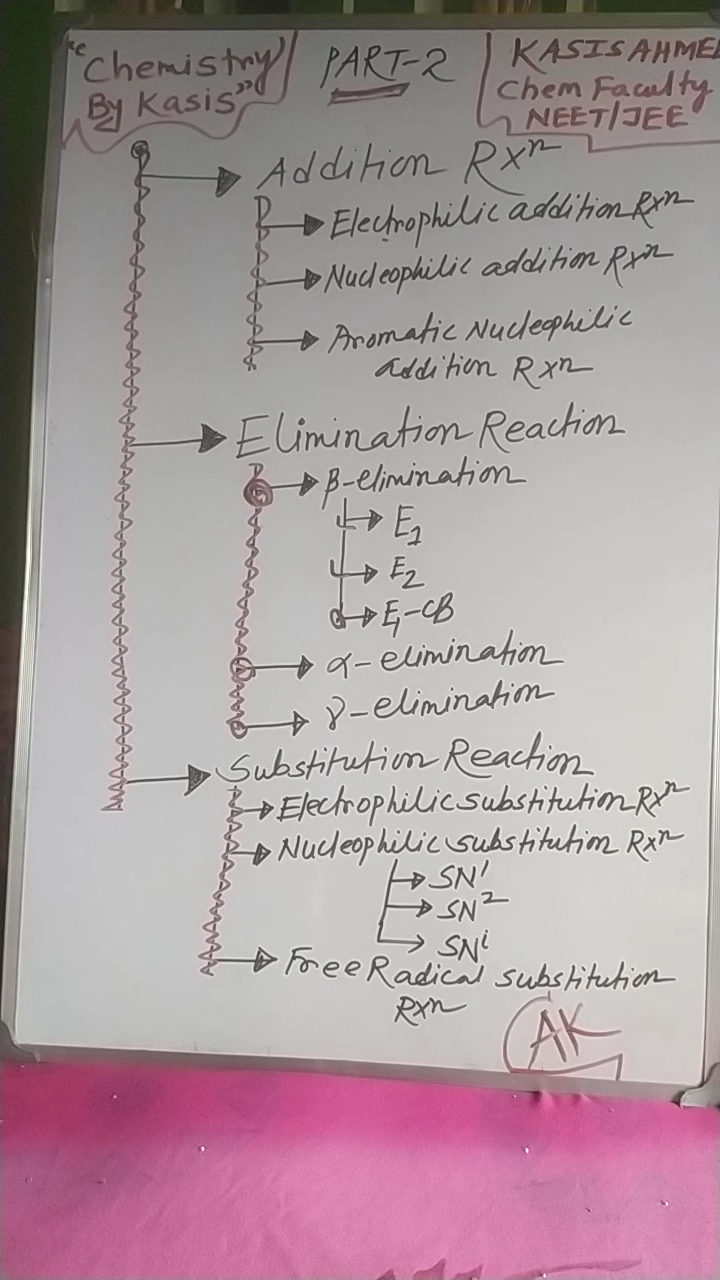 "Chemistry
By Kasis"
PART-2
KASIS AHMED
Chem Faculty
NEET/JEE
Addition Rxⁿ
Electrophilic addition Rxⁿ
Nucleophilic addition Rxⁿ
Aromatic Nucleophilic
addition Rxⁿ
Elimination Reaction
β-elimination
E₁
E₂
E₁-CB
α-elimination
γ-elimination
Substitution Reaction
Electrophilic substitution Rxⁿ
Nucleophilic substitution Rxⁿ
SN¹
SN²
SNⁱ
Free Radical substitution
Rxⁿ
AK